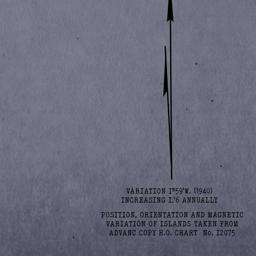 VARIATION 1°59'W. (1940)
INCREASING 1.'6 ANNUALLY
POSITION, ORIENTATION AND MAGNETIC
VARIATION OF ISLANDS TAKEN FROM
ADVANC COPY H.O. CHART No. I2075